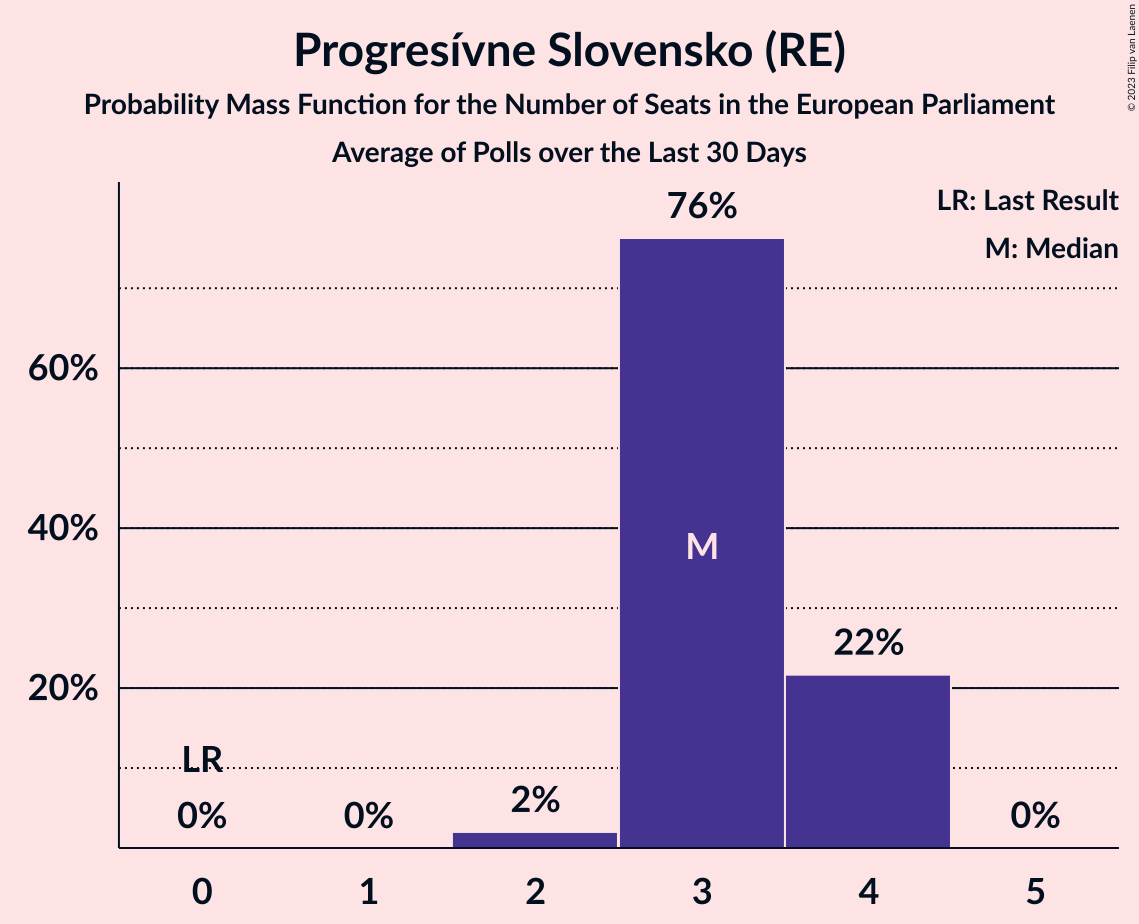 Progresívne Slovensko (RE)
Probability Mass Function for the Number of Seats in the European Parliament
Average of Polls over the Last 30 Days
© 2023 Filip van Laenen
LR: Last Result
M: Median
76%
60%
40%
M
22%
20%
LR
0%
0%
2%
0%
0
1
2
3
4
5